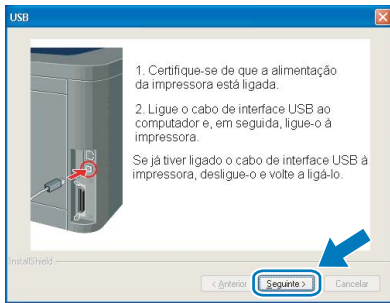 USB
1. Certifique-se de que a alimentação
da impressora está ligada.
2. Ligue o cabo de interface USB ao
computador e, em seguida, ligue-o à
impressora.
Se já tiver ligado o cabo de interface USB à
impressora, desligue-o e volte a ligá-lo.
InstallShield
< Anterior
Seguinte >
Cancelar